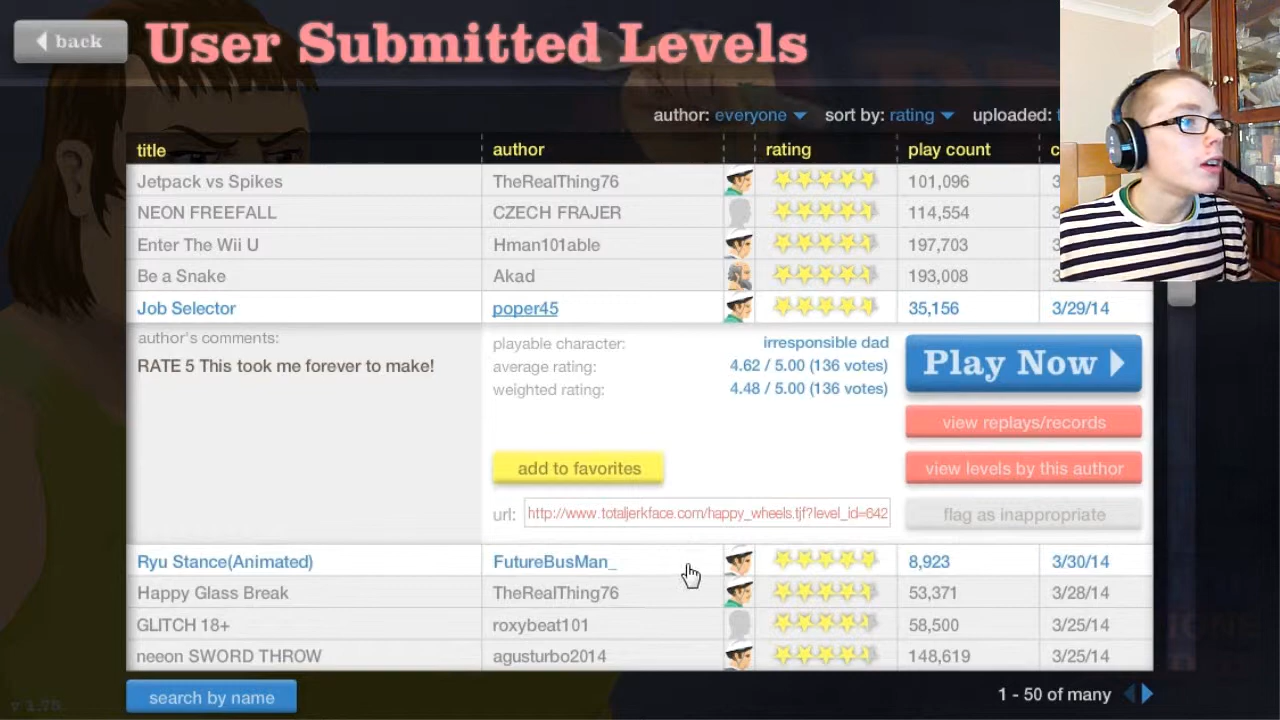 back
User Submitted Levels
author: everyone sort by: rating uploaded:
title author rating play count
Jetpack vs Spikes TheRealThing76 101,096
NEON FREEFALL CZECH FRAJER 114,554
Enter The Wii U Hman101able 197,703
Be a Snake Akad 193,008
Job Selector poper45 35,156 3/29/14
author's comments:
RATE 5 This took me forever to make!
playable character: irresponsible dad
average rating: 4.62 / 5.00 (136 votes)
weighted rating: 4.48 / 5.00 (136 votes)
Play Now
view replays/records
add to favorites
view levels by this author
url: http://www.totaljerkface.com/happy_wheels.tjf?level_id=642
flag as inappropriate
Ryu Stance(Animated) FutureBusMan_ 8,923 3/30/14
Happy Glass Break TheRealThing76 53,371 3/28/14
GLITCH 18+ roxybeat101 58,500 3/25/14
neeon SWORD THROW agusturbo2014 148,619 3/25/14
search by name
1 - 50 of many